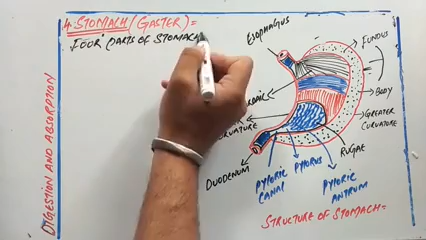 4. STOMACH (GASTER) =
FOUR PARTS OF STOMACH
DIGESTION AND ABSORPTION
ESOPHAGUS
FUNDUS
BODY
GREATER
CURVATURE
RUGAE
CURVATURE
DUODENUM
PYLORIC
CANAL
PYLORUS
PYLORIC
ANTRUM
STRUCTURE OF STOMACH=